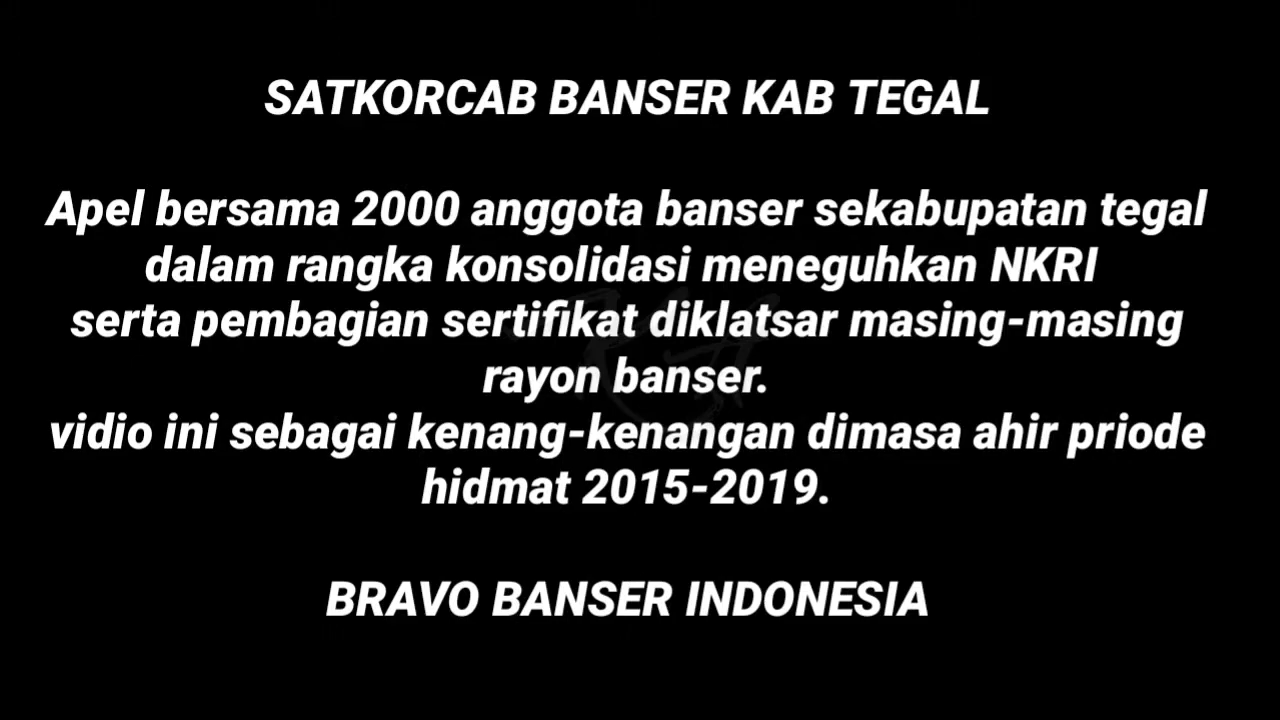 SATKORCAB BANSER KAB TEGAL
Apel bersama 2000 anggota banser sekabupatan tegal
dalam rangka konsolidasi meneguhkan NKRI
serta pembagian sertifikat diklatsar masing-masing
rayon banser.
vidio ini sebagai kenang-kenangan dimasa ahir priode
hidmat 2015-2019.
BRAVO BANSER INDONESIA